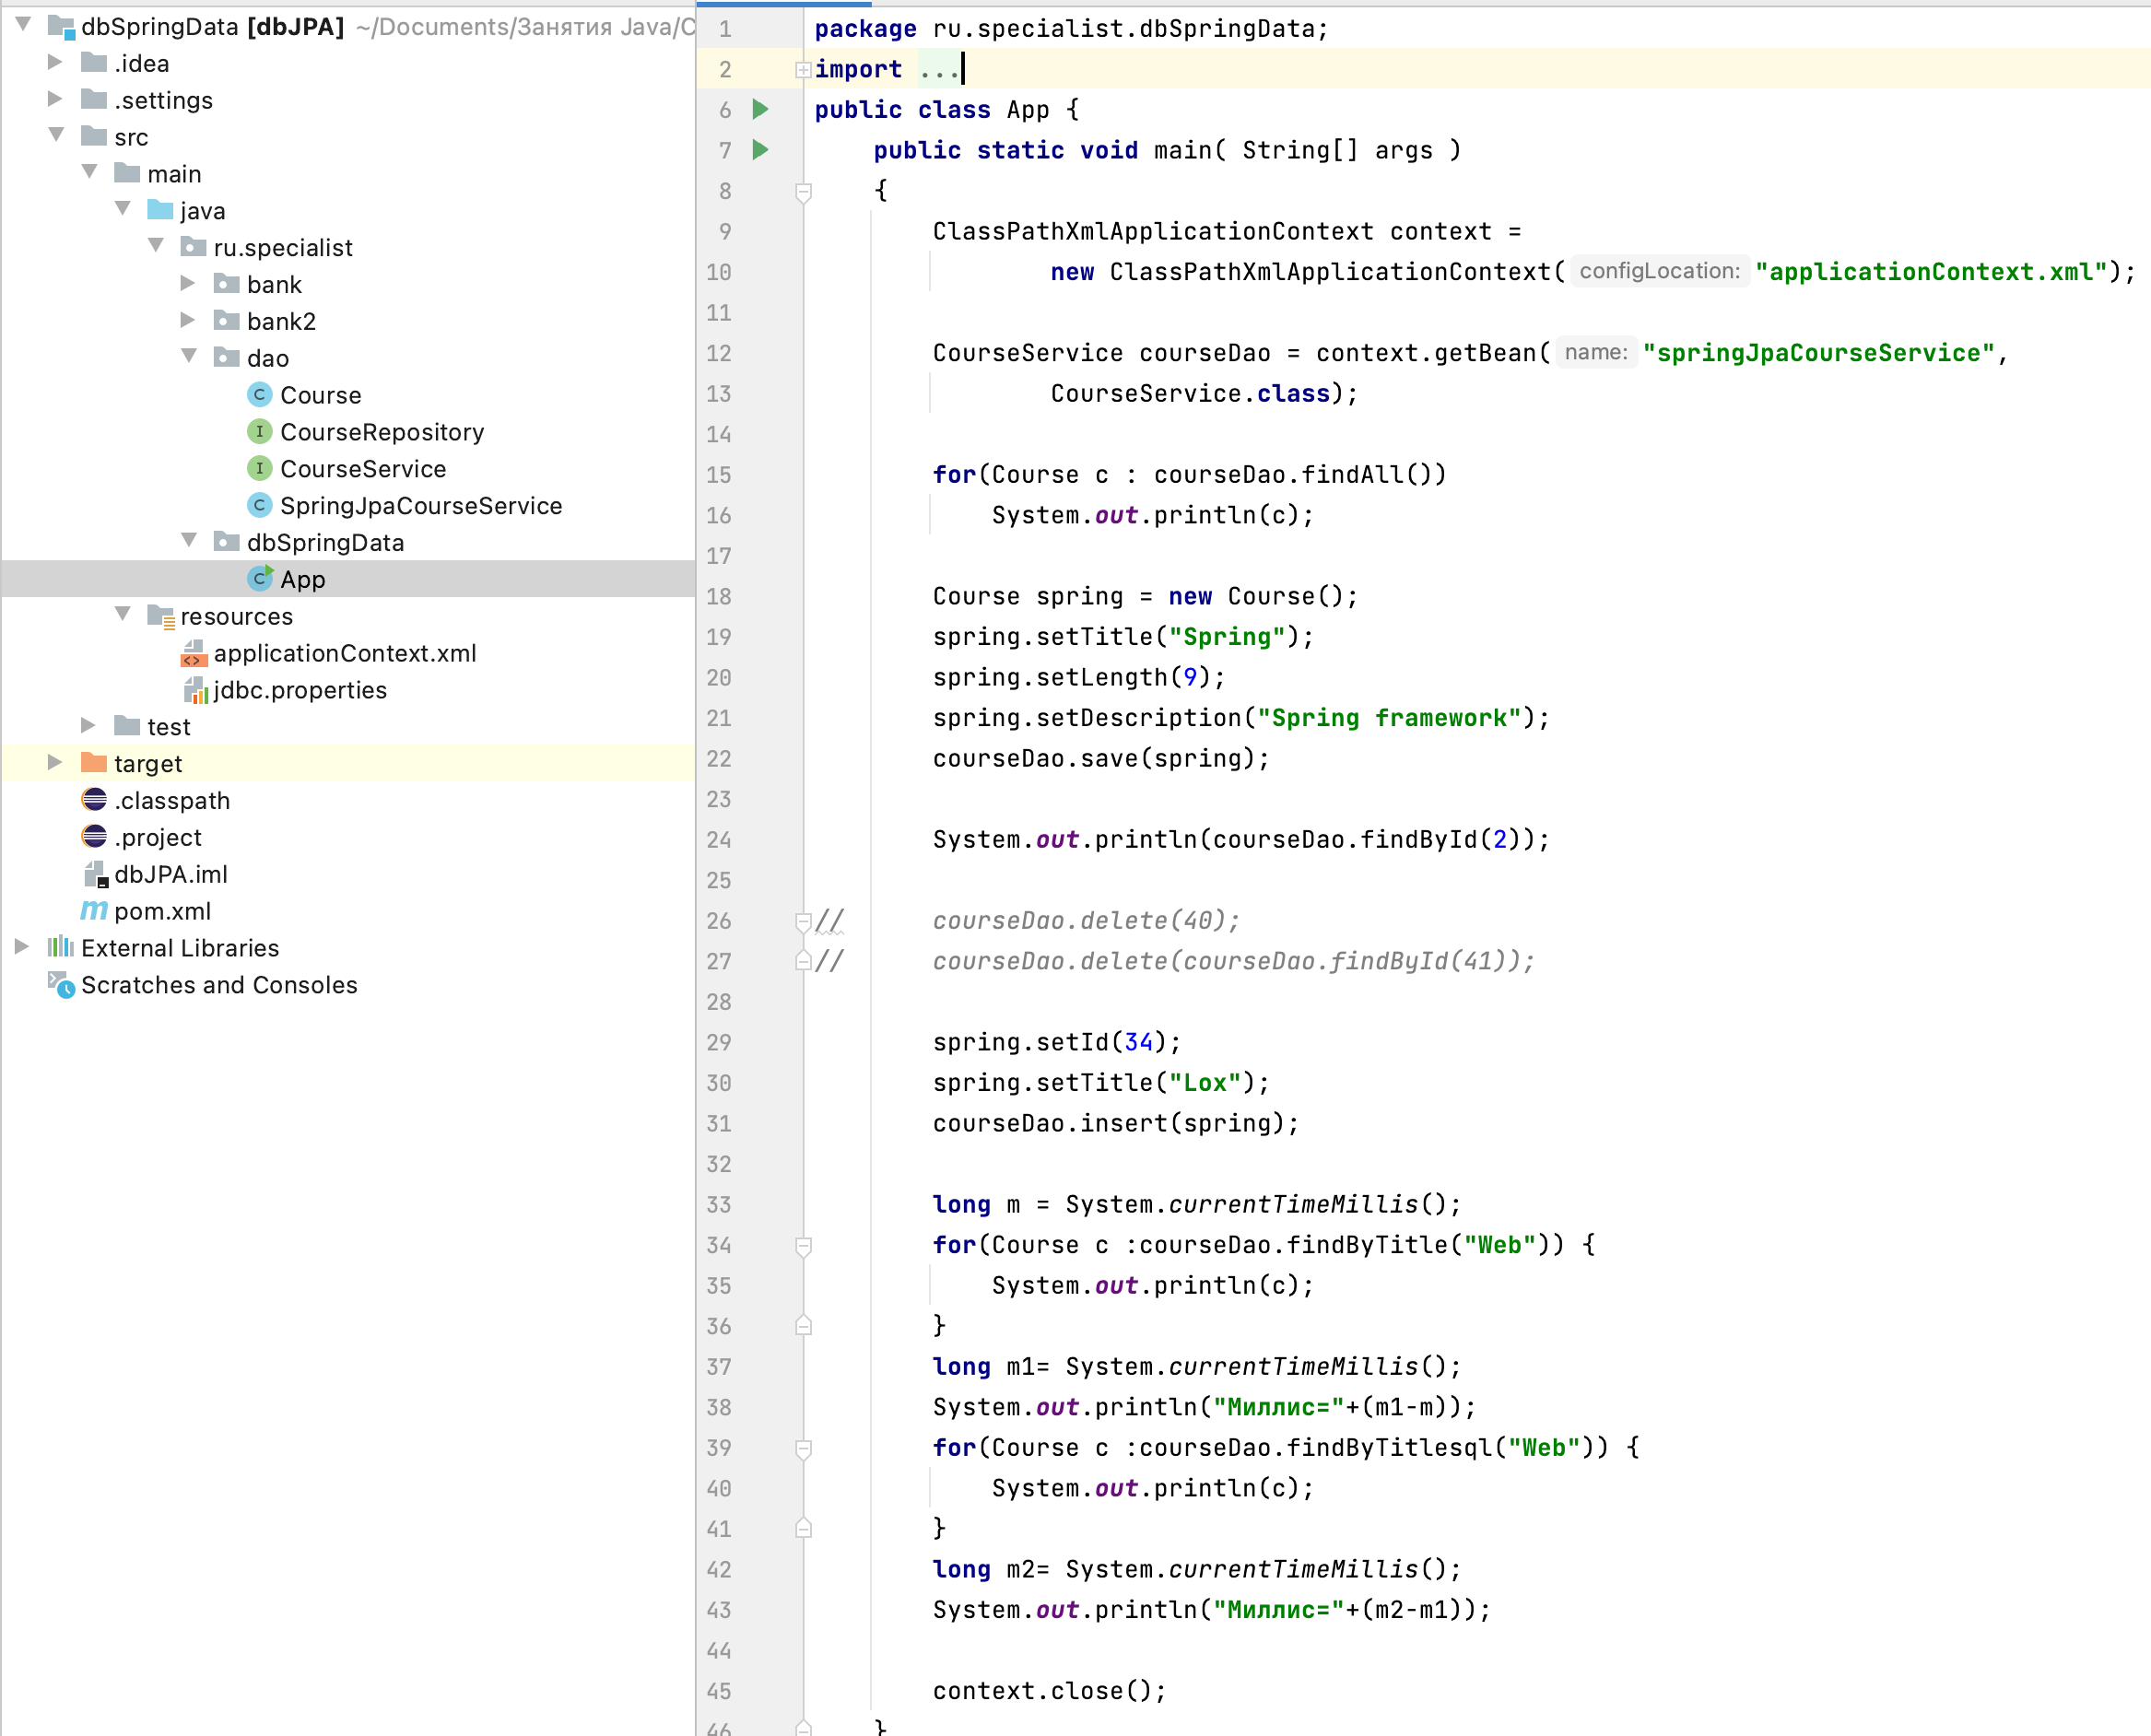 dbSpringData [dbJPA] ~/Documents/Занятия Java/C
.idea
.settings
src
main
java
ru.specialist
bank
bank2
dao
Course
CourseRepository
CourseService
SpringJpaCourseService
dbSpringData
App
resources
applicationContext.xml
jdbc.properties
test
target
.classpath
.project
dbJPA.iml
pom.xml
External Libraries
Scratches and Consoles
1 package ru.specialist.dbSpringData;
2 import ...
6 public class App {
7 public static void main( String[] args )
8 {
9 ClassPathXmlApplicationContext context =
10 new ClassPathXmlApplicationContext( configLocation: "applicationContext.xml");
11
12 CourseService courseDao = context.getBean( name: "springJpaCourseService",
13 CourseService.class);
14
15 for(Course c : courseDao.findAll())
16 System.out.println(c);
17
18 Course spring = new Course();
19 spring.setTitle("Spring");
20 spring.setLength(9);
21 spring.setDescription("Spring framework");
22 courseDao.save(spring);
23
24 System.out.println(courseDao.findById(2));
25
26 // courseDao.delete(40);
27 // courseDao.delete(courseDao.findById(41));
28
29 spring.setId(34);
30 spring.setTitle("Lox");
31 courseDao.insert(spring);
32
33 long m = System.currentTimeMillis();
34 for(Course c :courseDao.findByTitle("Web")) {
35 System.out.println(c);
36 }
37 long m1= System.currentTimeMillis();
38 System.out.println("Миллис="+(m1-m));
39 for(Course c :courseDao.findByTitlesql("Web")) {
40 System.out.println(c);
41 }
42 long m2= System.currentTimeMillis();
43 System.out.println("Миллис="+(m2-m1));
44
45 context.close();
46 }